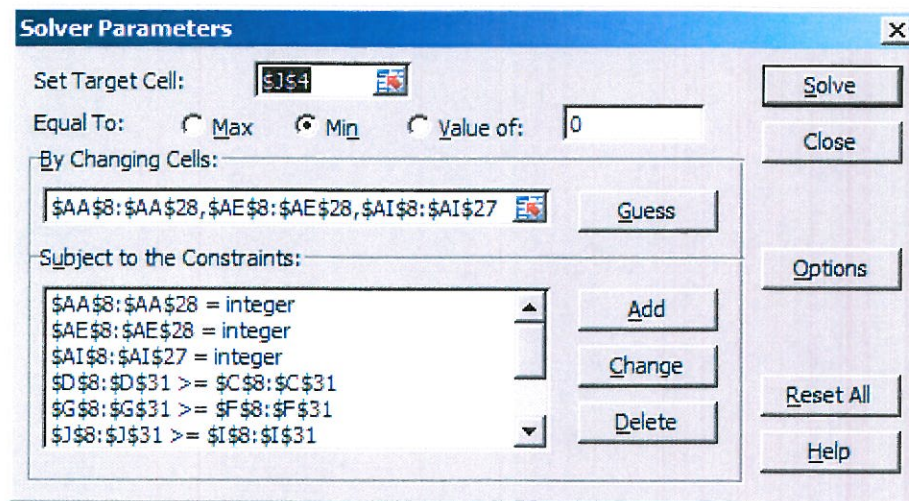 Solver Parameters
Set Target Cell: $J$4
Solve
Equal To: Max Min Value of: 0
Close
By Changing Cells:
$AA$8:$AA$28,$AE$8:$AE$28,$AI$8:$AI$27
Guess
Subject to the Constraints:
Options
$AA$8:$AA$28 = integer
Add
$AE$8:$AE$28 = integer
$AI$8:$AI$27 = integer
Change
$D$8:$D$31 >= $C$8:$C$31
Reset All
$G$8:$G$31 >= $F$8:$F$31
Delete
$J$8:$J$31 >= $I$8:$I$31
Help